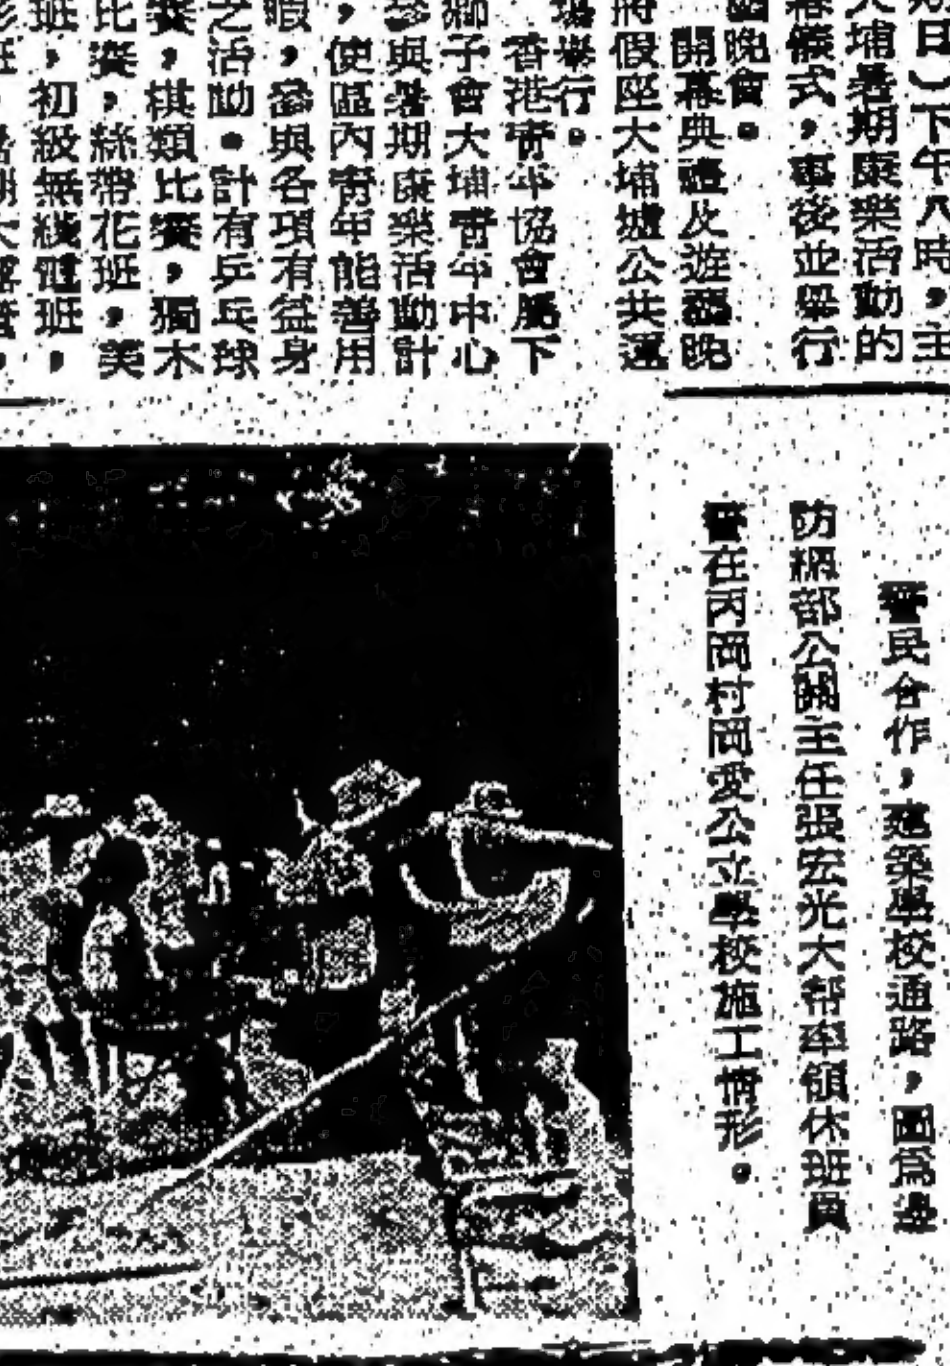 期日）下午八時，主
大埔暑期康樂活動的
幕儀式，事後並舉行
園晚會。
開幕典禮及遊藝晚
將假座大埔墟公共運
場舉行。
香港青年協會屬下
鄉子會大埔青年中心
參與暑期康樂活動計
，使區內青年能善用
暇，參與各項有益身
之活動。計有乒乓球
賽，棋類比賽，獨木
比賽，絲帶花班，美
班，初級無綫電班，
警民合作，建築學校通路，圖爲邊
防網部公關主任張宏光大幫率領休班員
警在丙岡村岡愛公立學校施工情形。